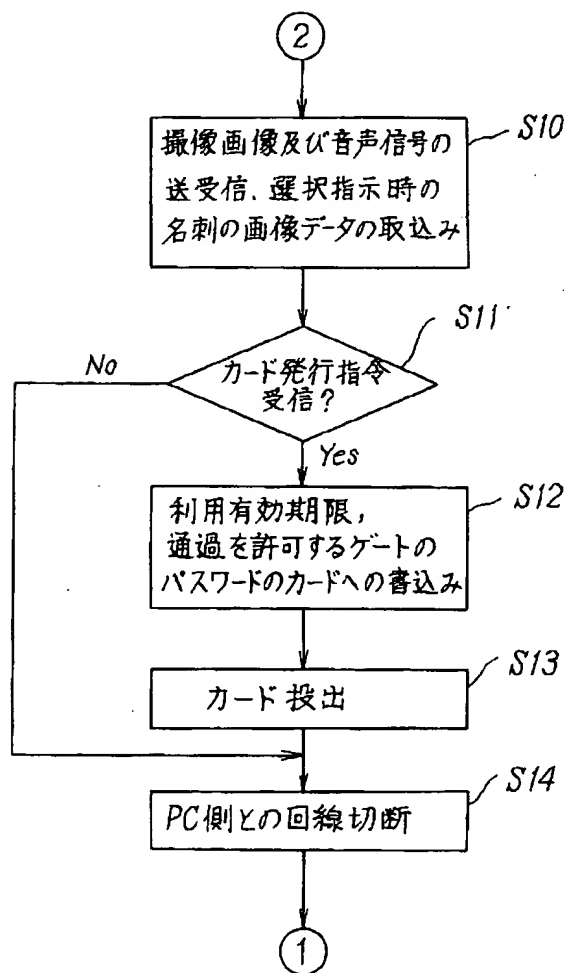 ②
撮像画像及び音声信号の
送受信、選択指示時の
名刺の画像データの取込み
S10
カード発行指令
受信?
S11
No
Yes
利用有効期限,
通過を許可するゲートの
パスワードのカードへの書込み
S12
カード投出
S13
PC側との回線切断
S14
①